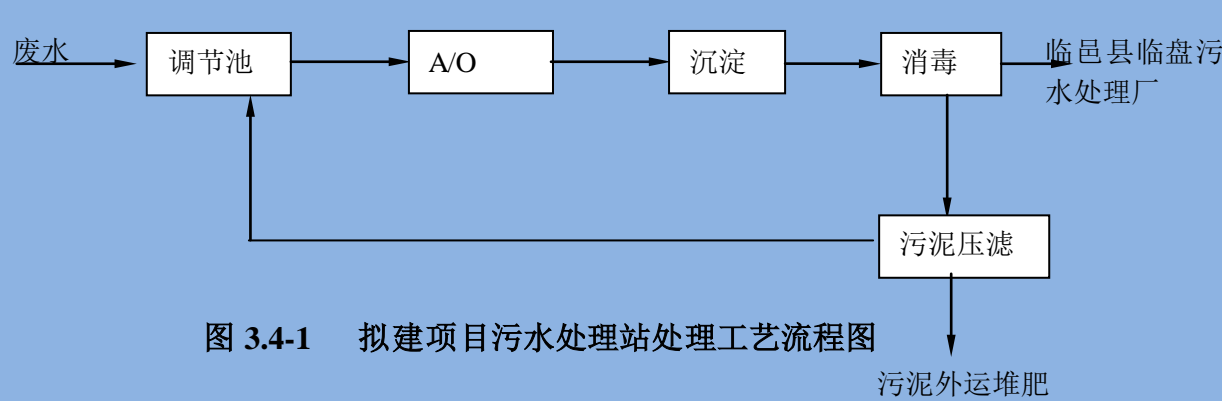 废水
调节池
A/O
沉淀
消毒
临邑县临盘污
水处理厂
污泥压滤
图 3.4-1 拟建项目污水处理站处理工艺流程图
污泥外运堆肥